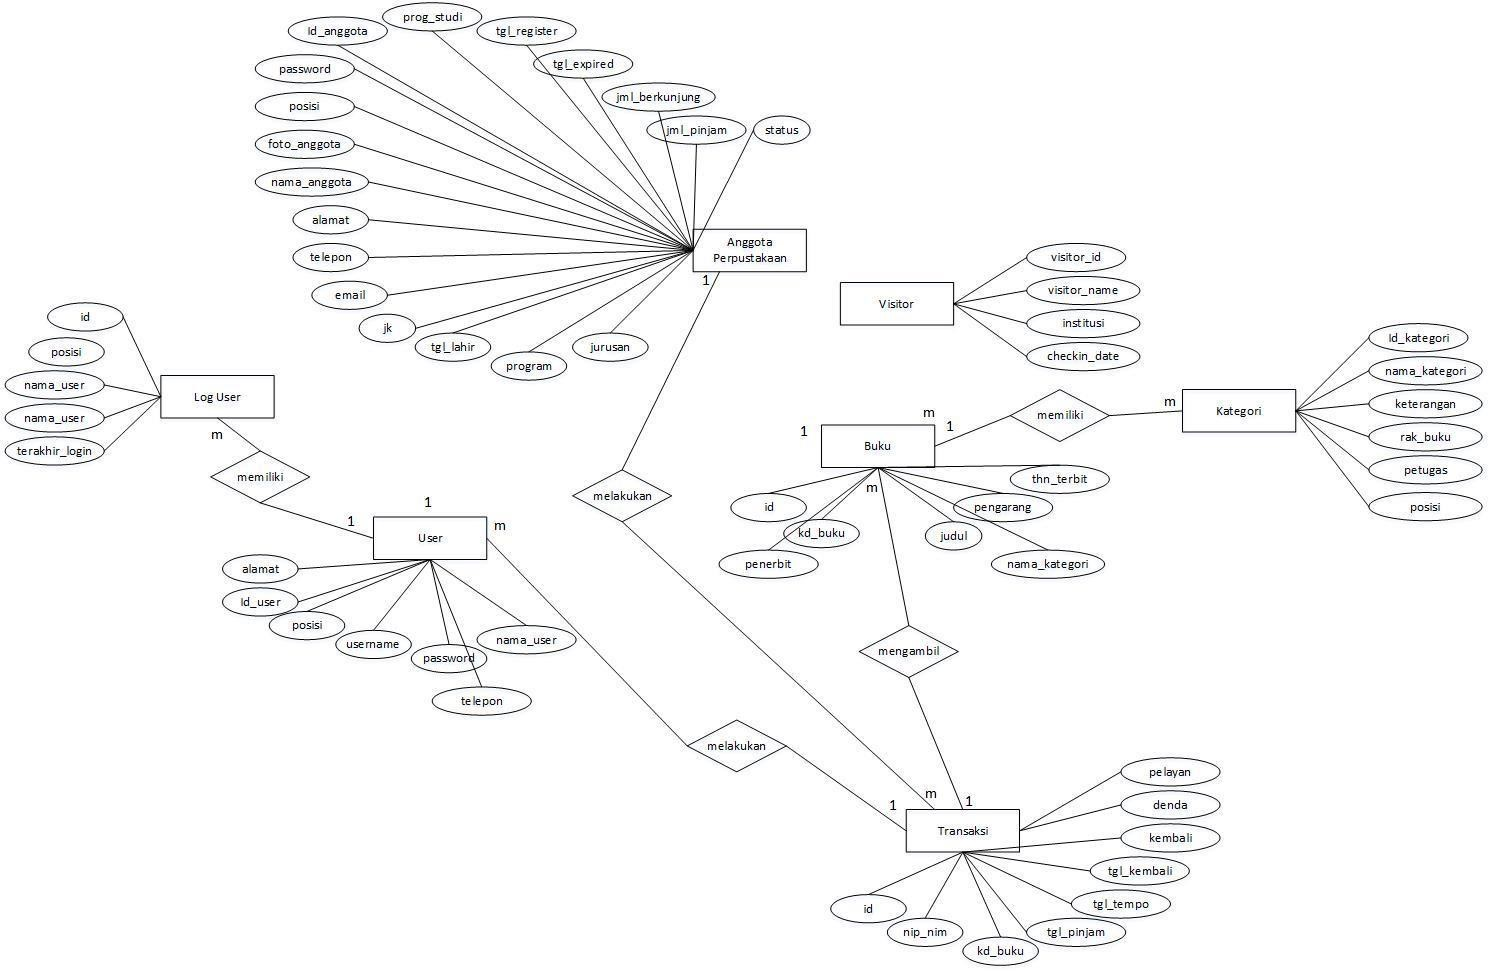 prog_studi
Id_anggota
tgl_register
tgl_expired
password
jml_berkunjung
posisi
jml_pinjam
status
foto_anggota
nama_anggota
alamat
telepon
email
jk
tgl_lahir
program
jurusan
Anggota
Perpustakaan
1
Visitor
visitor_id
visitor_name
institusi
checkin_date
id
posisi
nama_user
nama_user
terakhir_login
Log User
m
memiliki
1
1
User
m
alamat
Id_user
posisi
username
password
telepon
nama_user
melakukan
1
Buku
m
1
m
memiliki
m
Kategori
Id_kategori
nama_kategori
keterangan
rak_buku
petugas
posisi
thn_terbit
pengarang
id
kd_buku
judul
penerbit
nama_kategori
mengambil
melakukan
1
m
1
Transaksi
pelayan
denda
kembali
tgl_kembali
tgl_tempo
tgl_pinjam
kd_buku
nip_nim
id